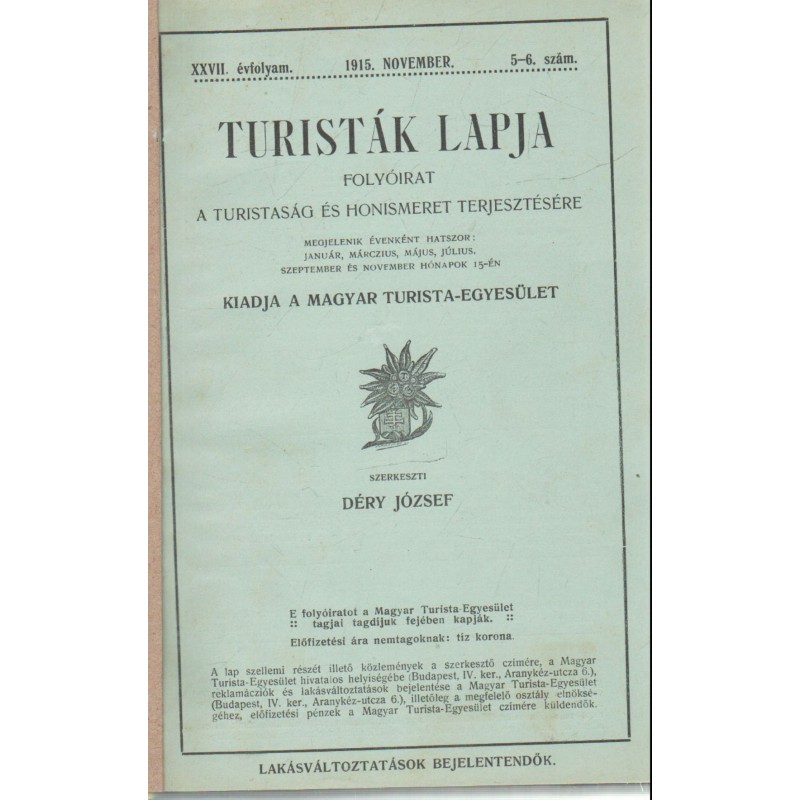 XXVII. évfolyam. 1915. NOVEMBER. 5–6. szám.
TURISTÁK LAPJA
FOLYÓIRAT
A TURISTASÁG ÉS HONISMERET TERJESZTÉSÉRE
MEGJELENIK ÉVENKÉNT HATSZOR:
JANUÁR, MÁRCZIUS, MÁJUS, JÚLIUS.
SZEPTEMBER ÉS NOVEMBER HÓNAPOK 15-ÉN
KIADJA A MAGYAR TURISTA-EGYESÜLET
SZERKESZTI
DÉRY JÓZSEF
E folyóiratot a Magyar Turista-Egyesület
:: tagjai tagdijuk fejében kapják. ::
Előfizetési ára nemtagoknak: tiz korona.
A lap szellemi részét illető közlemények a szerkesztő czímére, a Magyar
Turista-Egyesület hivatalos helyiségébe (Budapest, IV. ker., Aranykéz-utcza 6.),
reklamácziók és lakásváltoztatások bejelentése a Magyar Turista-Egyesület
(Budapest, IV. ker., Aranykéz-utcza 6.), illetőleg a megfelelő osztály elnöksé-
géhez, előfizetési pénzek a Magyar Turista-Egyesület czimére küldendők.
LAKÁSVÁLTOZTATÁSOK BEJELENTENDŐK.